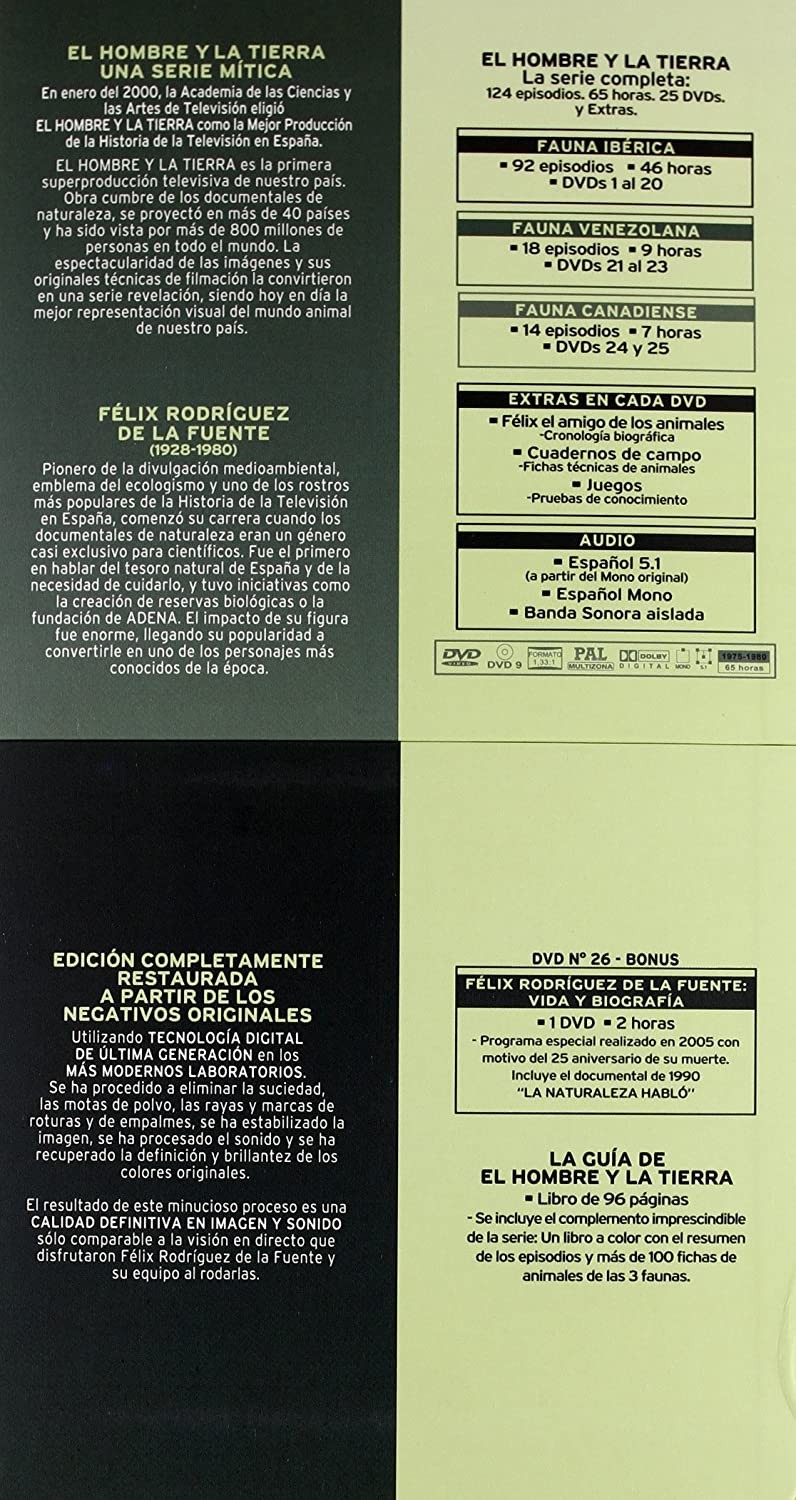 EL HOMBRE Y LA TIERRA
UNA SERIE MÍTICA
En enero del 2000, la Academia de las Ciencias y
las Artes de Televisión eligió
EL HOMBRE Y LA TIERRA como la Mejor Producción
de la Historia de la Televisión en España.
EL HOMBRE Y LA TIERRA es la primera
superproducción televisiva de nuestro país.
Obra cumbre de los documentales de
naturaleza, se proyectó en más de 40 países
y ha sido vista por más de 800 millones de
personas en todo el mundo. La
espectacularidad de las imágenes y sus
originales técnicas de filmación la convirtieron
en una serie revelación, siendo hoy en día la
mejor representación visual del mundo animal
de nuestro país.
FÉLIX RODRÍGUEZ
DE LA FUENTE
(1928-1980)
Pionero de la divulgación medioambiental,
emblema del ecologismo y uno de los rostros
más populares de la Historia de la Televisión
en España, comenzó su carrera cuando los
documentales de naturaleza eran un género
casi exclusivo para científicos. Fue el primero
en hablar del tesoro natural de España y de la
necesidad de cuidarlo, y tuvo iniciativas como
la creación de reservas biológicas o la
fundación de ADENA. El impacto de su figura
fue enorme, llegando su popularidad a
convertirle en uno de los personajes más
conocidos de la época.
EL HOMBRE Y LA TIERRA
La serie completa:
124 episodios. 65 horas. 25 DVDs.
y Extras.
FAUNA IBÉRICA
▪ 92 episodios ▪ 46 horas
▪ DVDs 1 al 20
FAUNA VENEZOLANA
▪ 18 episodios ▪ 9 horas
▪ DVDs 21 al 23
FAUNA CANADIENSE
▪ 14 episodios ▪ 7 horas
▪ DVDs 24 y 25
EXTRAS EN CADA DVD
▪ Félix el amigo de los animales
-Cronología biográfica
▪ Cuadernos de campo
-Fichas técnicas de animales
▪ Juegos
-Pruebas de conocimiento
AUDIO
▪ Español 5.1
(a partir del Mono original)
▪ Español Mono
▪ Banda Sonora aislada
DVD VIDEO
DVD 9
FORMATO 1,33:1
PAL MULTIZONA
DOLBY DIGITAL
MONO
5.1
1975-1980
65 horas
EDICIÓN COMPLETAMENTE
RESTAURADA
A PARTIR DE LOS
NEGATIVOS ORIGINALES
Utilizando TECNOLOGÍA DIGITAL
DE ÚLTIMA GENERACIÓN en los
MÁS MODERNOS LABORATORIOS.
Se ha procedido a eliminar la suciedad,
las motas de polvo, las rayas y marcas de
roturas y de empalmes, se ha estabilizado la
imagen, se ha procesado el sonido y se ha
recuperado la definición y brillantez de los
colores originales.
El resultado de este minucioso proceso es una
CALIDAD DEFINITIVA EN IMAGEN Y SONIDO
sólo comparable a la visión en directo que
disfrutaron Félix Rodríguez de la Fuente y
su equipo al rodarlas.
DVD Nº 26 - BONUS
FÉLIX RODRÍGUEZ DE LA FUENTE:
VIDA Y BIOGRAFÍA
▪ 1 DVD ▪ 2 horas
- Programa especial realizado en 2005 con
motivo del 25 aniversario de su muerte.
Incluye el documental de 1990
"LA NATURALEZA HABLÓ"
LA GUÍA DE
EL HOMBRE Y LA TIERRA
▪ Libro de 96 páginas
- Se incluye el complemento imprescindible
de la serie: Un libro a color con el resumen
de los episodios y más de 100 fichas de
animales de las 3 faunas.